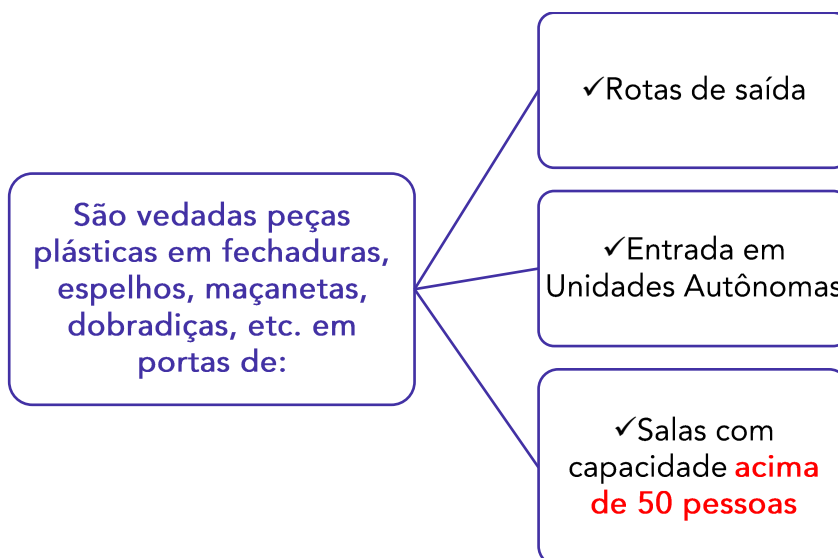 São vedadas peças
plásticas em fechaduras,
espelhos, maçanetas,
dobradiças, etc. em
portas de:
✓Rotas de saída
✓Entrada em
Unidades Autônomas
✓Salas com
capacidade acima
de 50 pessoas